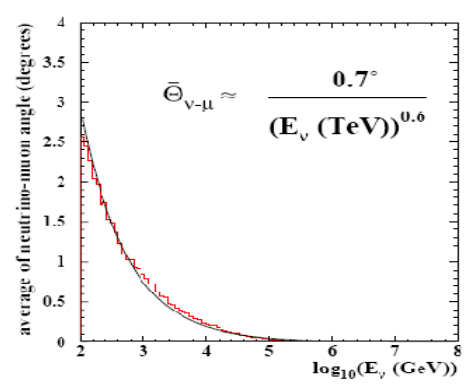 average of neutrino-muon angle (degrees)
4
3.5
3
2.5
2
1.5
1
0.5
0
Θ̄ν-μ ≈ 0.7° / (Eν (TeV))^0.6
2 3 4 5 6 7 8
log10(Eν (GeV))